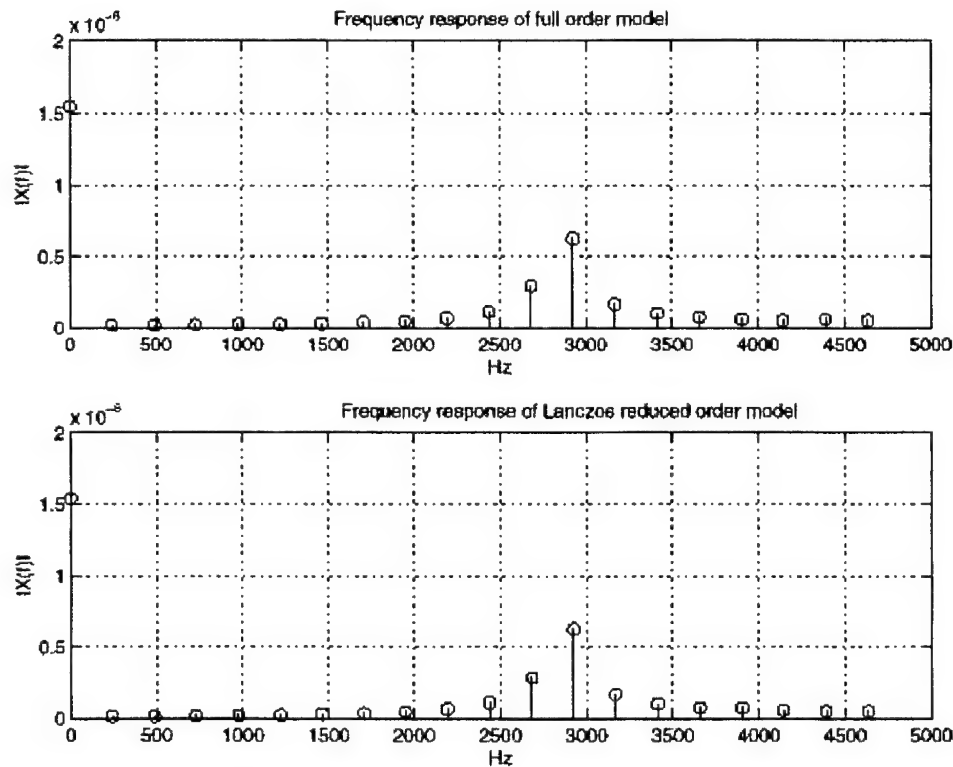 Frequency response of full order model
x 10⁻⁶
2
1.5
1
0.5
0
|X(f)|
0 500 1000 1500 2000 2500 3000 3500 4000 4500 5000
Hz
Frequency response of Lanczos reduced order model
x 10⁻⁶
2
1.5
1
0.5
0
|X(f)|
0 500 1000 1500 2000 2500 3000 3500 4000 4500 5000
Hz